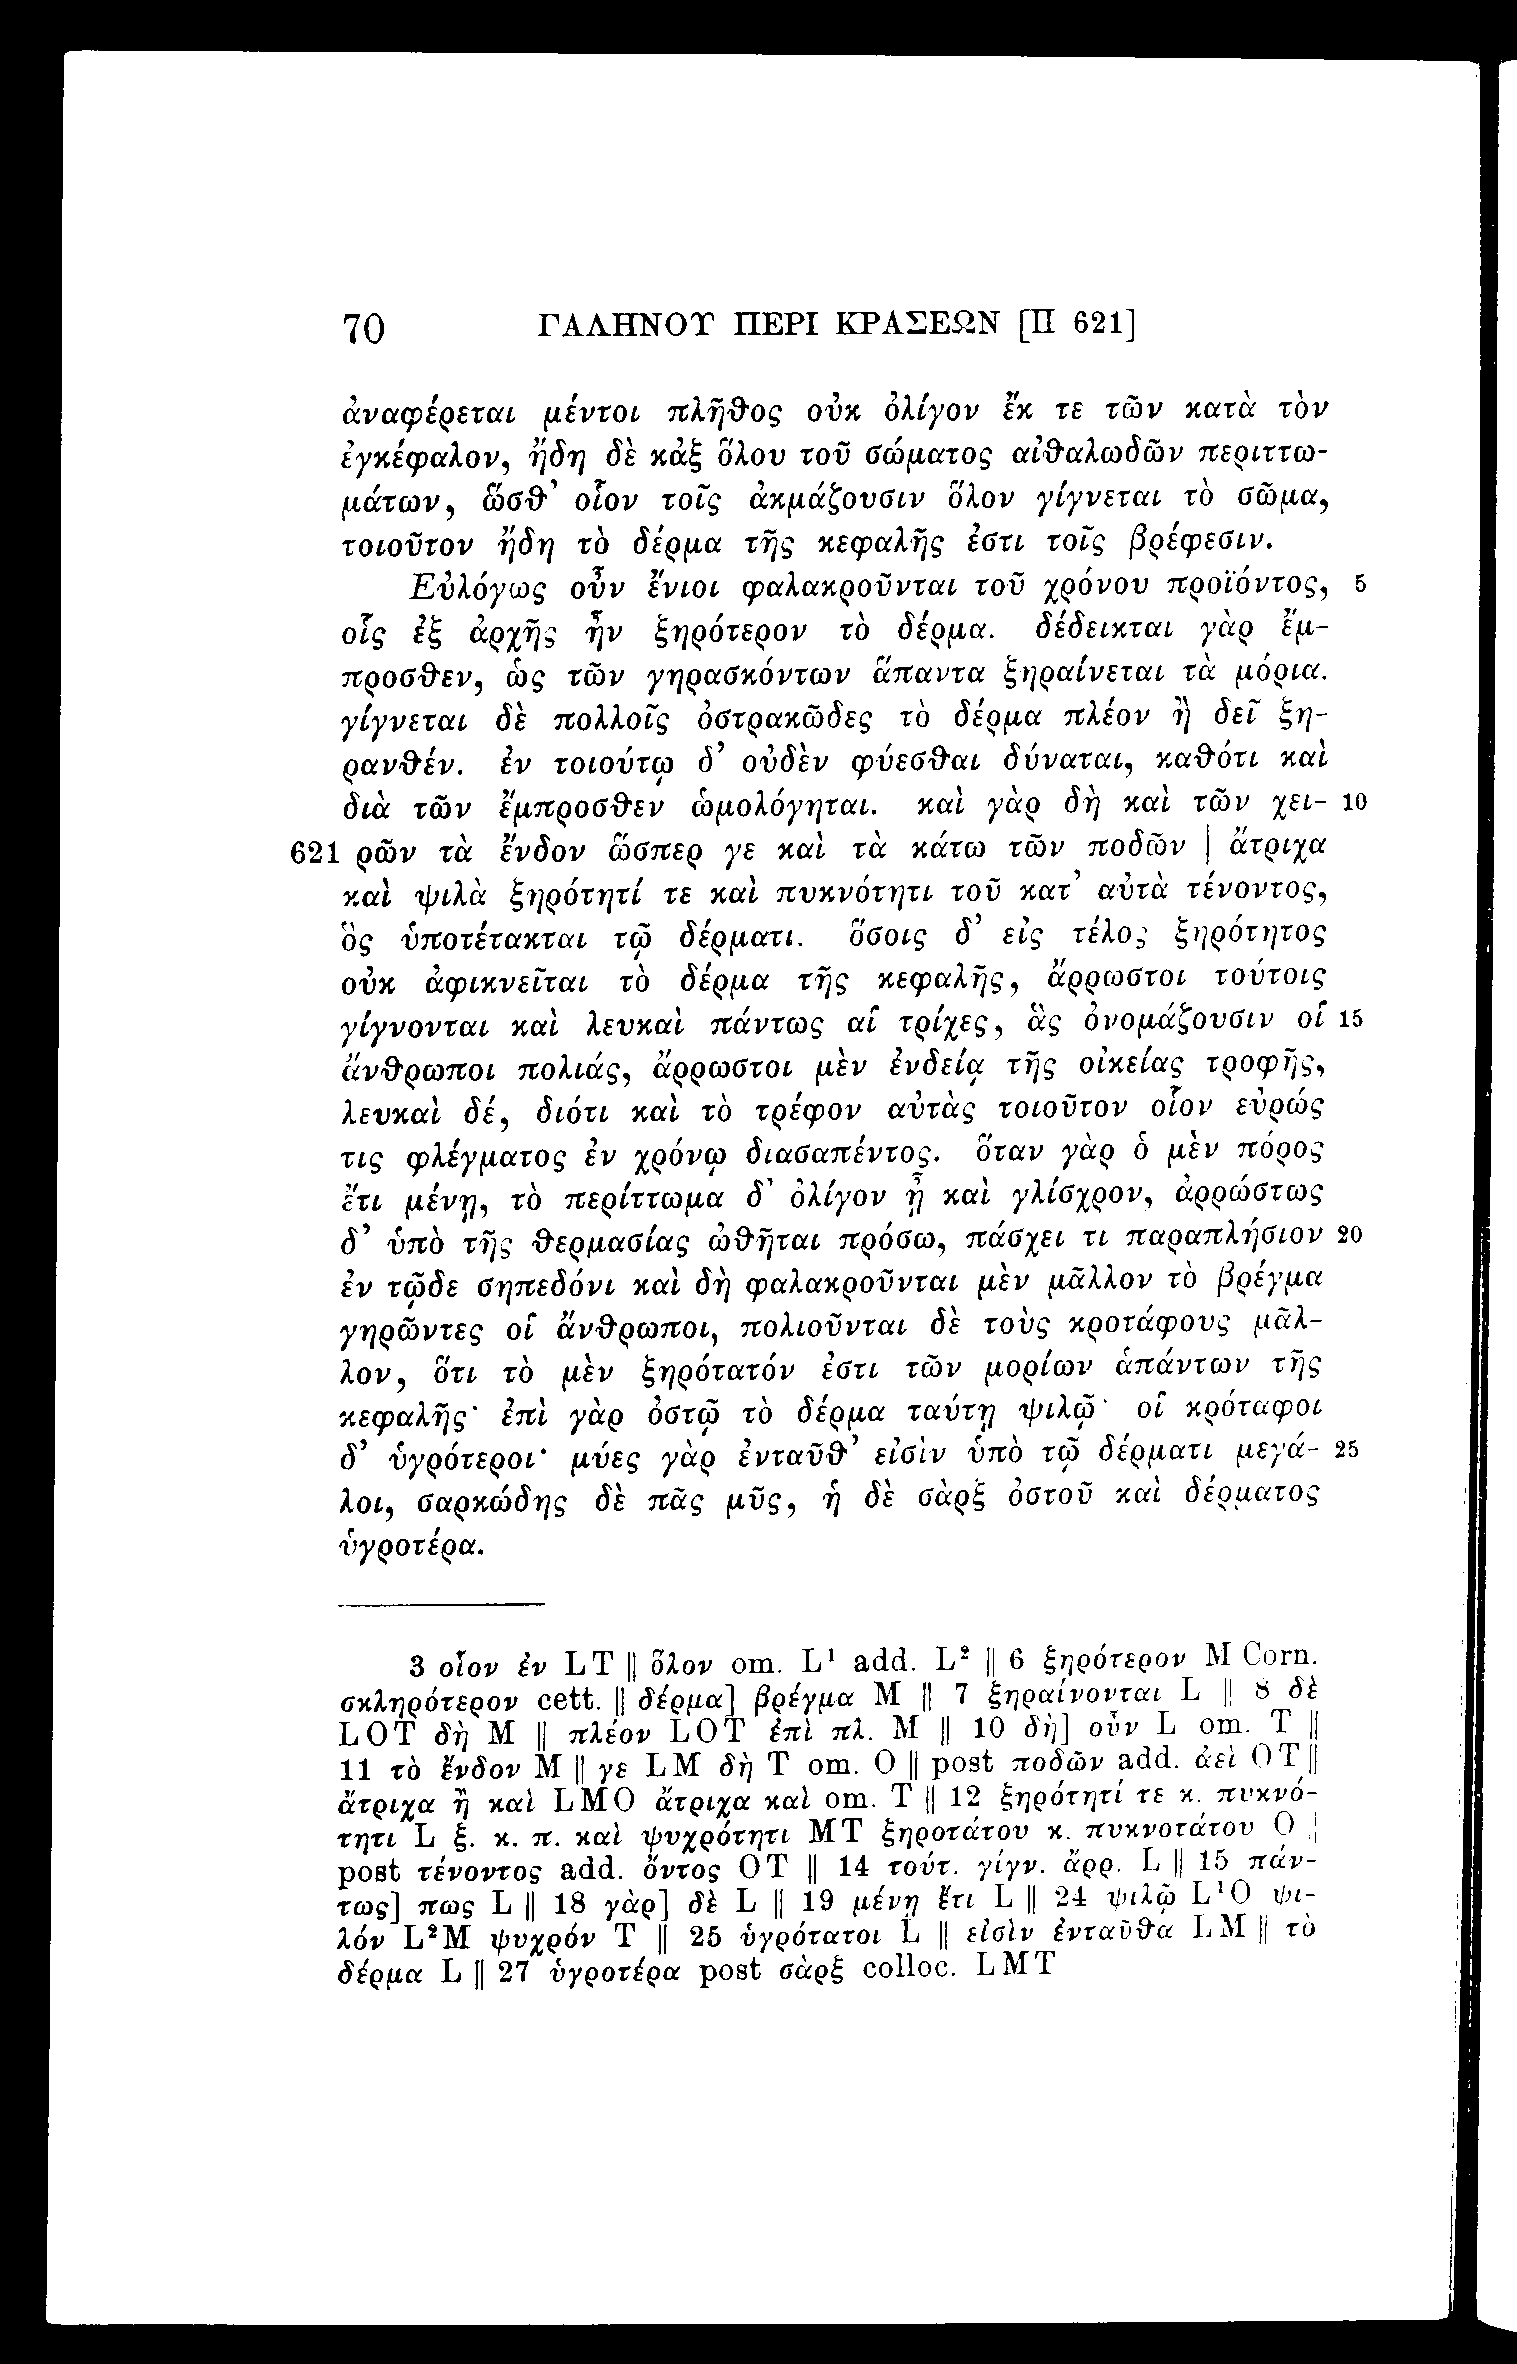 70 ΓΑΛΗΝΟΥ ΠΕΡΙ ΚΡΑΣΕΩΝ [II 621]
ἀναφέρεται μέντοι πλῆθος οὐκ ὀλίγον ἔκ τε τῶν κατὰ τὸν
ἐγκέφαλον, ἤδη δὲ κἀξ ὅλου τοῦ σώματος αἰθαλωδῶν περιττω-
μάτων, ὥσθ’ οἷον τοῖς ἀκμάζουσιν ὅλον γίγνεται τὸ σῶμα,
τοιοῦτον ἤδη τὸ δέρμα τῆς κεφαλῆς ἐστι τοῖς βρέφεσιν.
Εὐλόγως οὖν ἔνιοι φαλακροῦνται τοῦ χρόνου προϊόντος, 5
οἷς ἐξ ἀρχῆς ἦν ξηρότερον τὸ δέρμα. δέδεικται γὰρ ἔμ-
προσθεν, ὡς τῶν γηρασκόντων ἅπαντα ξηραίνεται τὰ μόρια.
γίγνεται δὲ πολλοῖς ὀστρακῶδες τὸ δέρμα πλέον ἢ δεῖ ξη-
ρανθέν. ἐν τοιούτῳ δ’ οὐδὲν φύεσθαι δύναται, καθότι καὶ
διὰ τῶν ἔμπροσθεν ὡμολόγηται. καὶ γὰρ δὴ καὶ τῶν χει- 10
621 ρῶν τὰ ἔνδον ὥσπερ γε καὶ τὰ κάτω τῶν ποδῶν | ἄτριχα
καὶ ψιλὰ ξηρότητί τε καὶ πυκνότητι τοῦ κατ’ αὐτὰ τένοντος,
ὃς ὑποτέτακται τῷ δέρματι. ὅσοις δ’ εἰς τέλος ξηρότητος
οὐκ ἀφικνεῖται τὸ δέρμα τῆς κεφαλῆς, ἄρρωστοι τούτοις
γίγνονται καὶ λευκαὶ πάντως αἱ τρίχες, ἃς ὀνομάζουσιν οἱ 15
ἄνθρωποι πολιάς, ἄρρωστοι μὲν ἐνδείᾳ τῆς οἰκείας τροφῆς,
λευκαὶ δέ, διότι καὶ τὸ τρέφον αὐτὰς τοιοῦτον οἷον εὐρώς
τις φλέγματος ἐν χρόνῳ διασαπέντος. ὅταν γὰρ ὁ μὲν πόρος
ἔτι μένῃ, τὸ περίττωμα δ’ ὀλίγον ᾖ καὶ γλίσχρον, ἀρρώστως
δ’ ὑπὸ τῆς θερμασίας ὠθῆται πρόσω, πάσχει τι παραπλήσιον 20
ἐν τῷδε σηπεδόνι καὶ δὴ φαλακροῦνται μὲν μᾶλλον τὸ βρέγμα
γηρῶντες οἱ ἄνθρωποι, πολιοῦνται δὲ τοὺς κροτάφους μᾶλ-
λον, ὅτι τὸ μὲν ξηρότατόν ἐστι τῶν μορίων ἁπάντων τῆς
κεφαλῆς· ἐπὶ γὰρ ὀστῷ τὸ δέρμα ταύτῃ ψιλῷ· οἱ κρόταφοι
δ’ ὑγρότεροι· μύες γὰρ ἐνταῦθ’ εἰσὶν ὑπὸ τῷ δέρματι μεγά- 25
λοι, σαρκώδης δὲ πᾶς μῦς, ἡ δὲ σὰρξ ὀστοῦ καὶ δέρματος
ὑγροτέρα.
3 οἷον ἐν LT || ὅλον om. L¹ add. L² || 6 ξηρότερον M Corn.
σκληρότερον cett. || δέρμα] βρέγμα M || 7 ξηραίνονται L || 8 δὲ
LOT δὴ M || πλέον LOT ἐπὶ πλ. M || 10 δὴ] οὖν L om. T ||
11 τὸ ἔνδον M || γε LM δὴ T om. O || post ποδῶν add. ἀεὶ OT ||
ἄτριχα ἢ καὶ LMO ἄτριχα καὶ om. T || 12 ξηρότητί τε κ. πυκνό-
τητι L ξ. κ. π. καὶ ψυχρότητι MT ξηροτάτου κ. πυκνοτάτου O |
post τένοντος add. ὄντος OT || 14 τούτ. γίγν. ἄρρ. L || 15 πάν-
τως] πως L || 18 γὰρ] δὲ L || 19 μένῃ ἔτι L || 24 ψιλῷ L¹O ψι-
λόν L²M ψυχρόν T || 25 ὑγρότατοι L || εἰσὶν ἐνταῦθα LM || τὸ
δέρμα L || 27 ὑγροτέρα post σὰρξ colloc. LMT